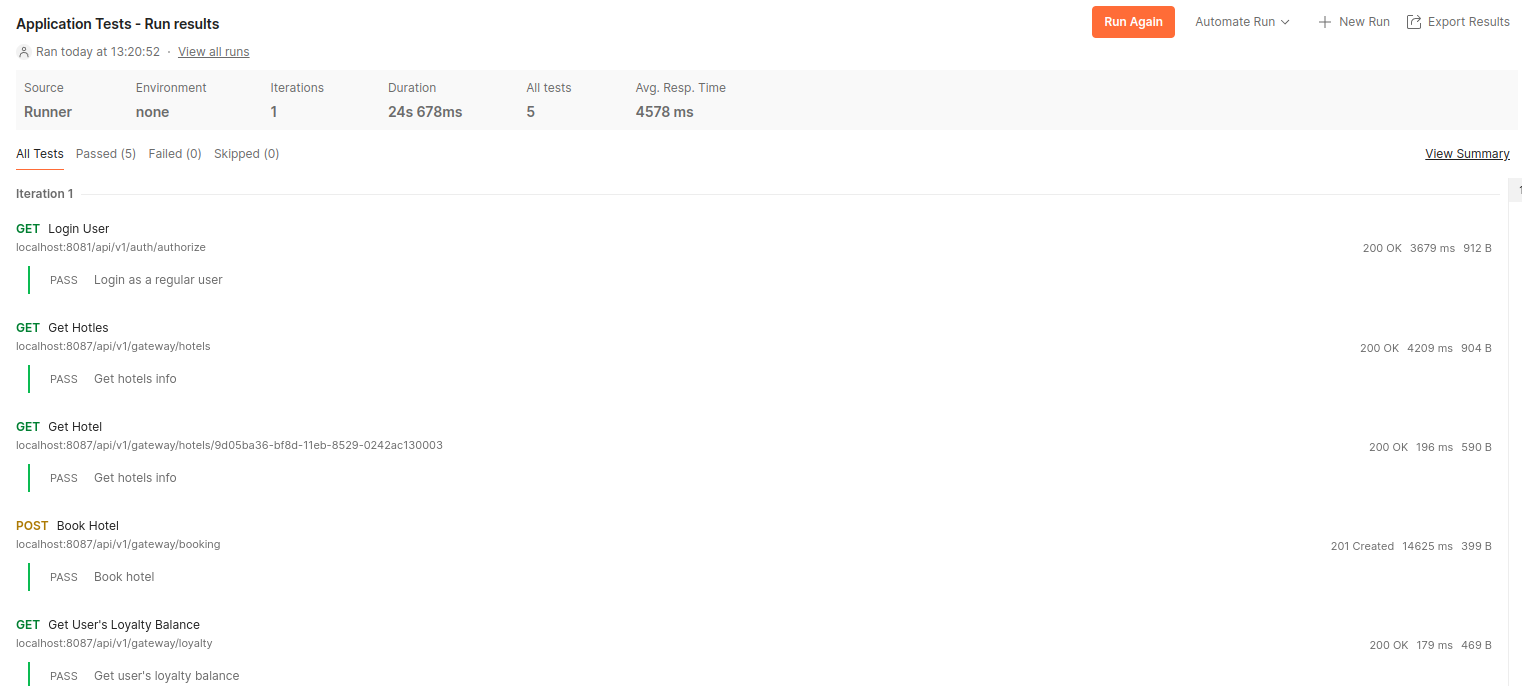 Application Tests - Run results
Run Again Automate Run New Run Export Results
Ran today at 13:20:52 · View all runs
Source Environment Iterations Duration All tests Avg. Resp. Time
Runner none 1 24s 678ms 5 4578 ms
All Tests Passed (5) Failed (0) Skipped (0) View Summary
Iteration 1
1
GET Login User
localhost:8081/api/v1/auth/authorize 200 OK 3679 ms 912 B
PASS Login as a regular user
GET Get Hotles
localhost:8087/api/v1/gateway/hotels 200 OK 4209 ms 904 B
PASS Get hotels info
GET Get Hotel
localhost:8087/api/v1/gateway/hotels/9d05ba36-bf8d-11eb-8529-0242ac130003 200 OK 196 ms 590 B
PASS Get hotels info
POST Book Hotel
localhost:8087/api/v1/gateway/booking 201 Created 14625 ms 399 B
PASS Book hotel
GET Get User's Loyalty Balance
localhost:8087/api/v1/gateway/loyalty 200 OK 179 ms 469 B
PASS Get user's loyalty balance